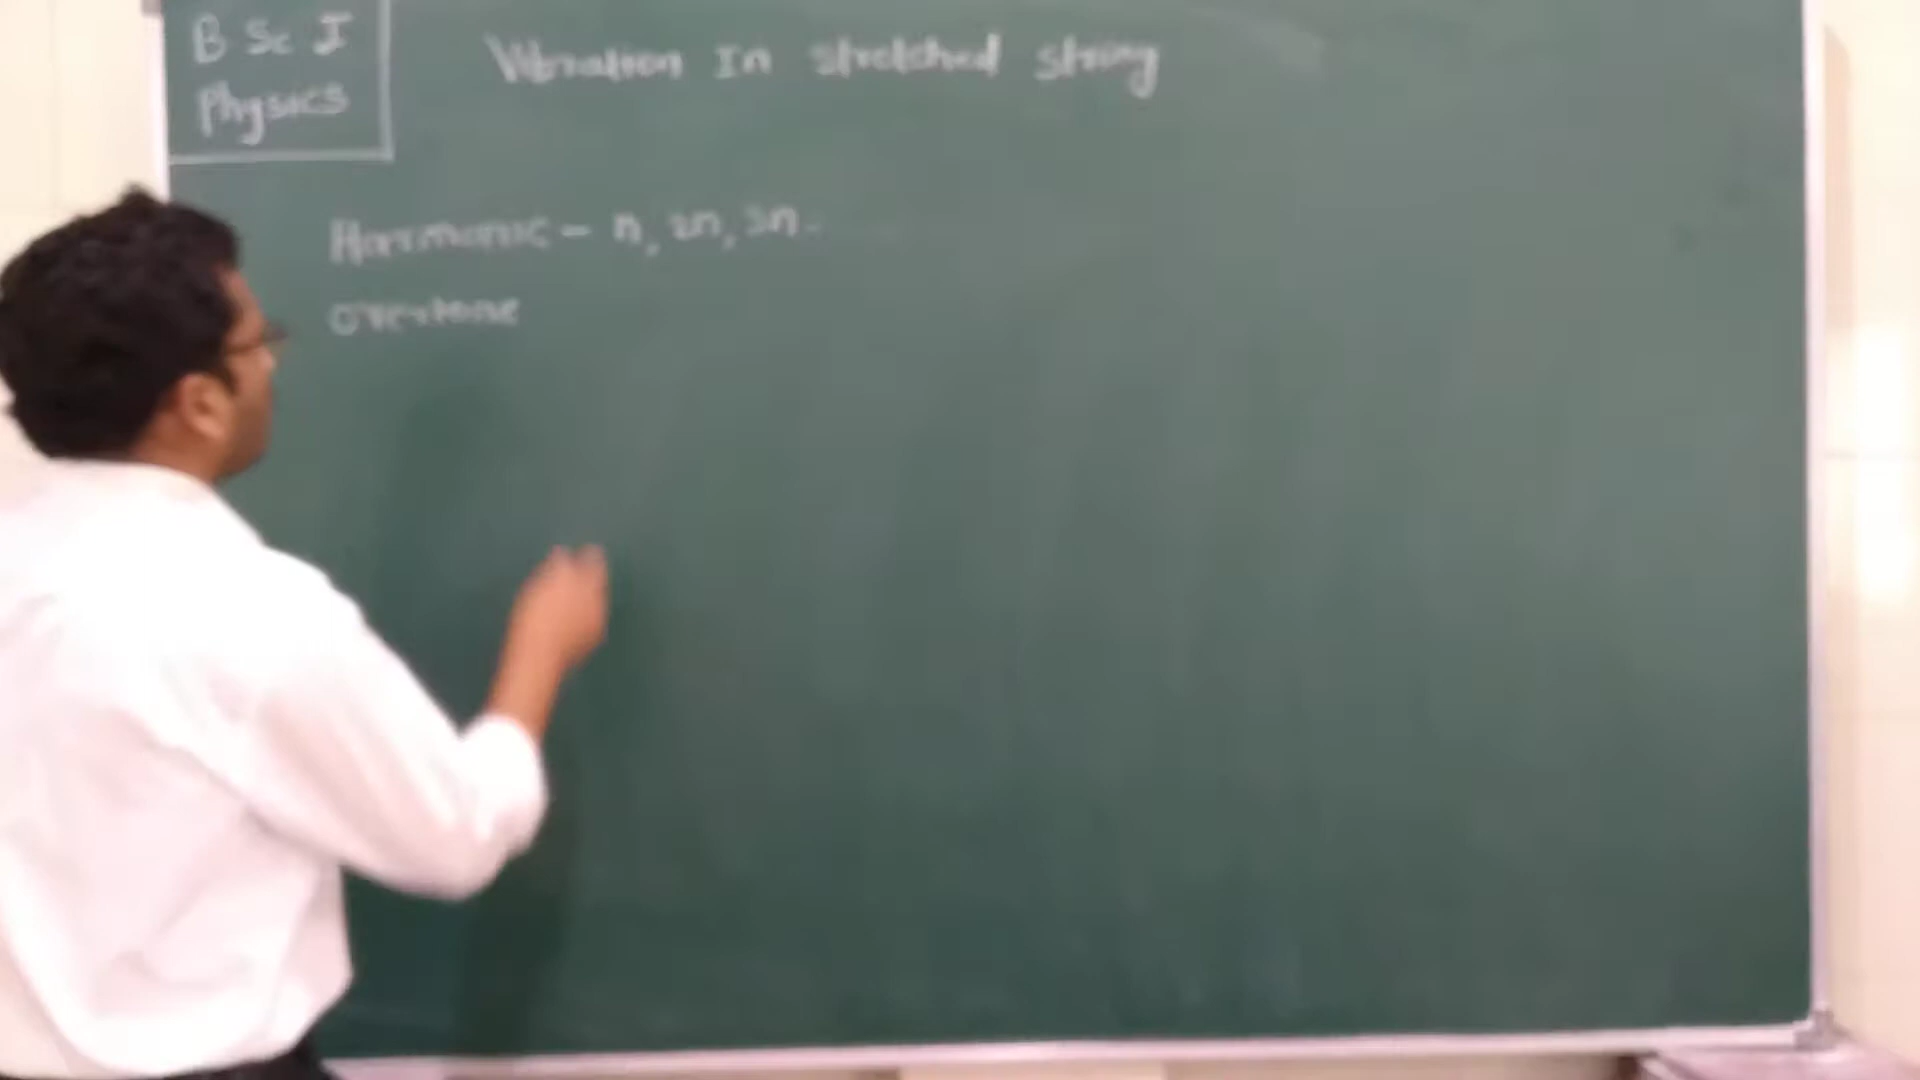 B Sc I
Physics
Vibration In stretched string
Harmonic - n, 2n, 3n.
overtone